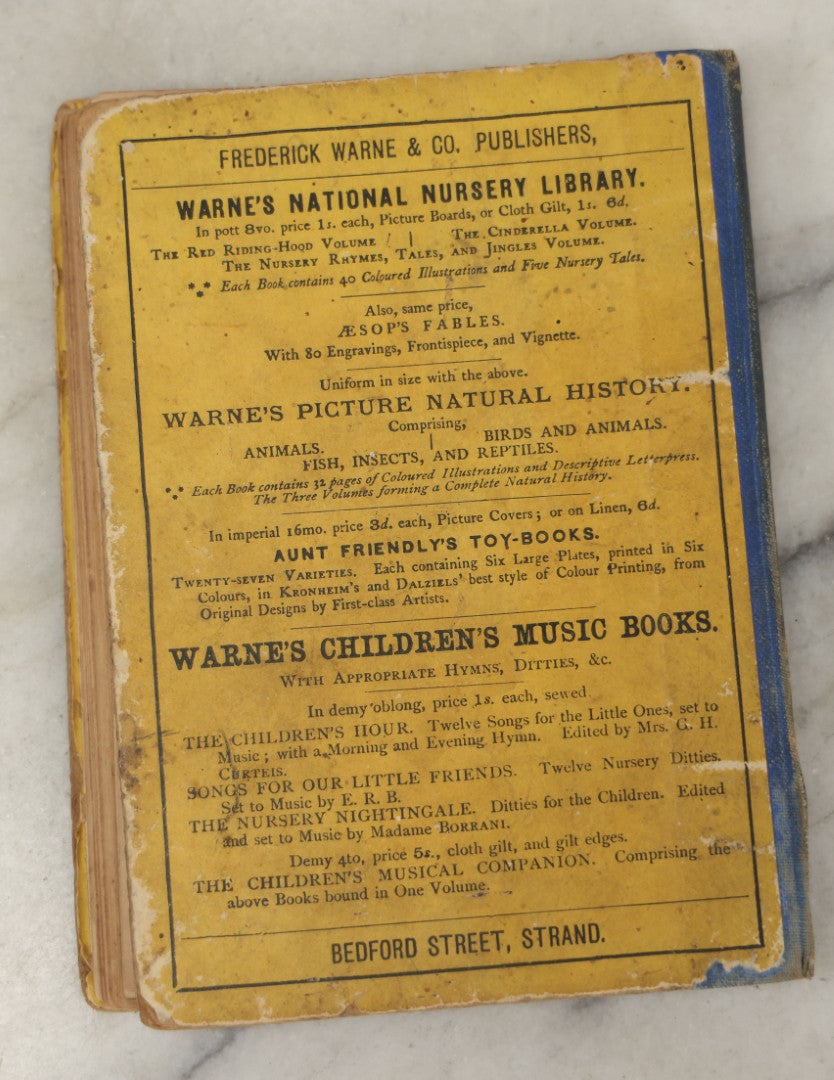 FREDERICK WARNE & CO. PUBLISHERS,
WARNE'S NATIONAL NURSERY LIBRARY.
In pott 8vo. price 1s. each, Picture Boards, or Cloth Gilt, 1s. 6d.
THE RED RIDING-HOOD VOLUME | THE CINDERELLA VOLUME.
THE NURSERY RHYMES, TALES, AND JINGLES VOLUME.
*** Each Book contains 40 Coloured Illustrations and Five Nursery Tales.
Also, same price,
ÆSOP'S FABLES.
With 80 Engravings, Frontispiece, and Vignette.
Uniform in size with the above.
WARNE'S PICTURE NATURAL HISTORY.
Comprising,
ANIMALS. | BIRDS AND ANIMALS.
FISH, INSECTS, AND REPTILES.
*** Each Book contains 32 pages of Coloured Illustrations and Descriptive Letterpress.
The Three Volumes forming a Complete Natural History.
In imperial 16mo. price 3d. each, Picture Covers; or on Linen, 6d.
AUNT FRIENDLY'S TOY-BOOKS.
TWENTY-SEVEN VARIETIES. Each containing Six Large Plates, printed in Six
Colours, in KRONHEIM'S and DALZIELS' best style of Colour Printing, from
Original Designs by First-class Artists.
WARNE'S CHILDREN'S MUSIC BOOKS.
WITH APPROPRIATE HYMNS, DITTIES, &c.
In demy oblong, price 1s. each, sewed
THE CHILDREN'S HOUR. Twelve Songs for the Little Ones, set to
Music; with a Morning and Evening Hymn. Edited by Mrs. G. H.
CURTEIS.
SONGS FOR OUR LITTLE FRIENDS. Twelve Nursery Ditties.
Set to Music by E. R. B.
THE NURSERY NIGHTINGALE. Ditties for the Children. Edited
and set to Music by Madame BORRANI.
Demy 4to, price 5s., cloth gilt, and gilt edges.
THE CHILDREN'S MUSICAL COMPANION. Comprising the
above Books bound in One Volume.
BEDFORD STREET, STRAND.